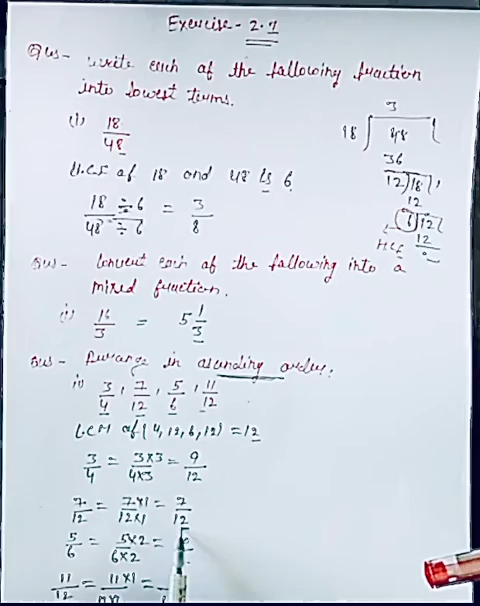 Exercise - 2.1
Qus - write each of the following fraction
into lowest terms.
(i) 18/48
H.C.F of 18 and 48 is 6
18 ÷ 6 / 48 ÷ 6 = 3/8
3
18 48
36
12 18
12
6 12
HCF 12
0
Qus - Convert each of the following into a
mixed fraction.
(i) 16/3 = 5 1/3
Qus - Arrange in ascending order.
i) 3/4, 7/12, 5/6, 11/12
LCM of (4, 12, 6, 12) = 12
3/4 = 3×3/4×3 = 9/12
7/12 = 7×1/12×1 = 7/12
5/6 = 5×2/6×2 =
11/12 = 11×1